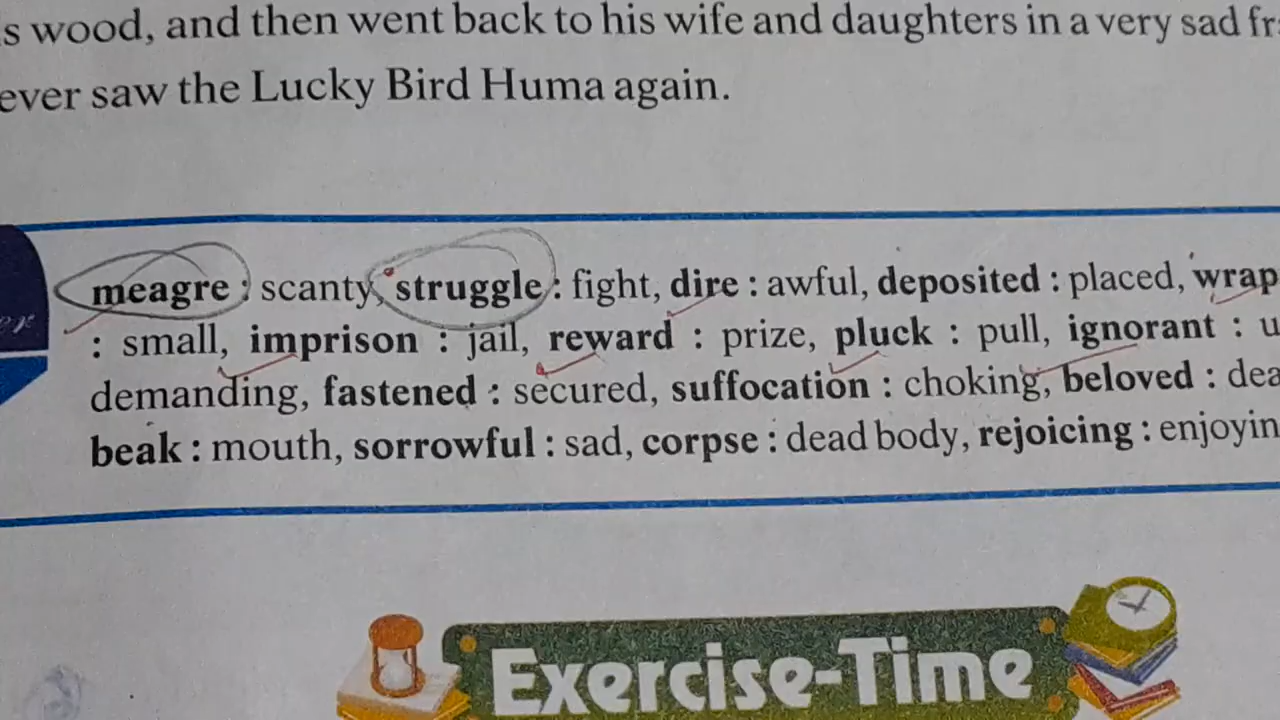 s wood, and then went back to his wife and daughters in a very sad
ever saw the Lucky Bird Huma again.
meagre : scanty, struggle : fight, dire : awful, deposited : placed, wrap
: small, imprison : jail, reward : prize, pluck : pull, ignorant :
demanding, fastened : secured, suffocation : choking, beloved :
beak : mouth, sorrowful : sad, corpse : dead body, rejoicing : enjoyin
Exercise-Time